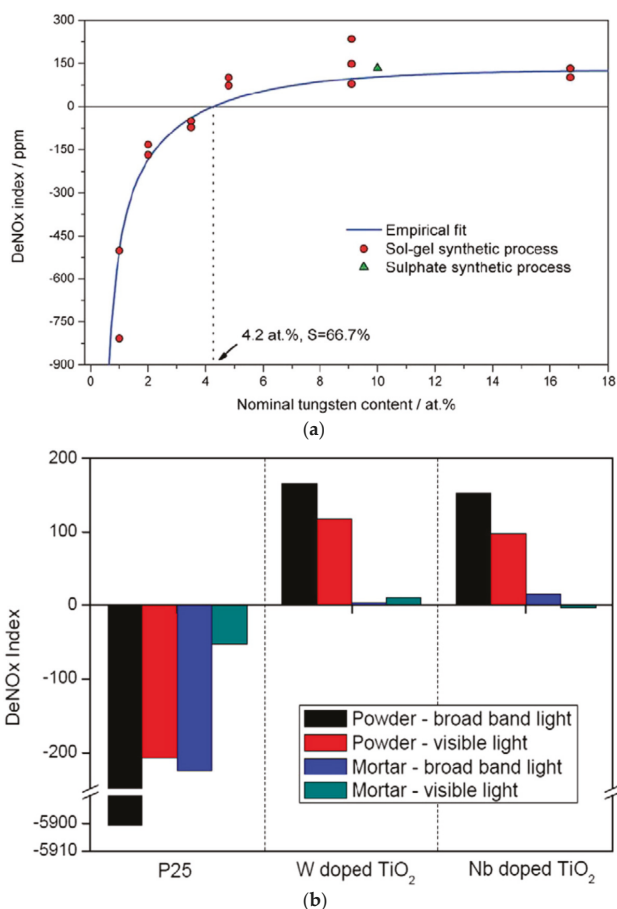 150
0
-150
-300
-450
-600
-750
-900
DeNOx index / ppm
Empirical fit
Sol-gel synthetic process
Sulphate synthetic process
4.2 at.%, S=66.7%
0 2 4 6 8 10 12 14 16 18
Nominal tungsten content / at.%
(a)
300
200
100
0
-100
-200
-5900
-5910
DeNOx Index
Powder - broad band light
Powder - visible light
Mortar - broad band light
Mortar - visible light
P25
W doped TiO2
Nb doped TiO2
(b)